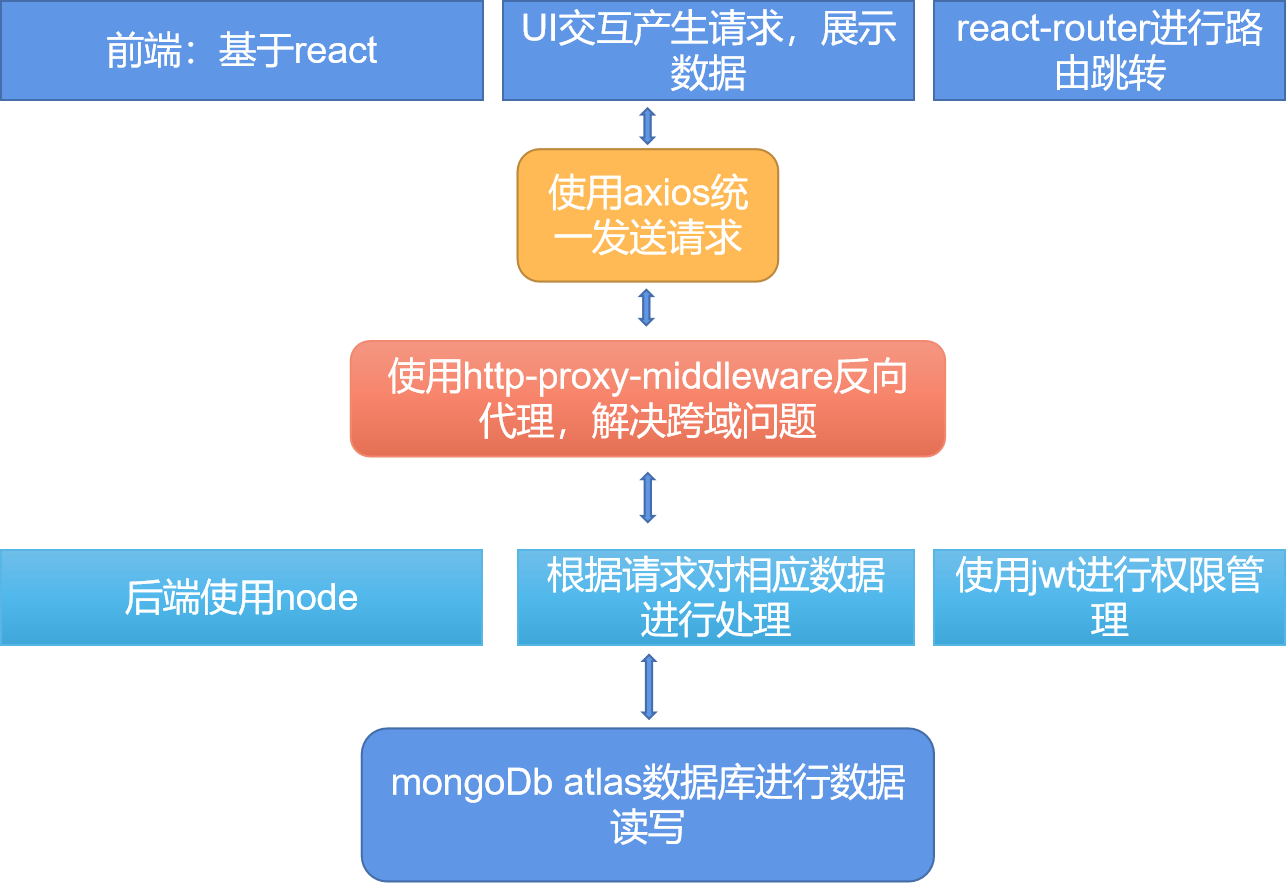 前端：基于react
UI交互产生请求，展示
数据
react-router进行路
由跳转
使用axios统
一发送请求
使用http-proxy-middleware反向
代理，解决跨域问题
后端使用node
根据请求对相应数据
进行处理
使用jwt进行权限管
理
mongoDb atlas数据库进行数据
读写